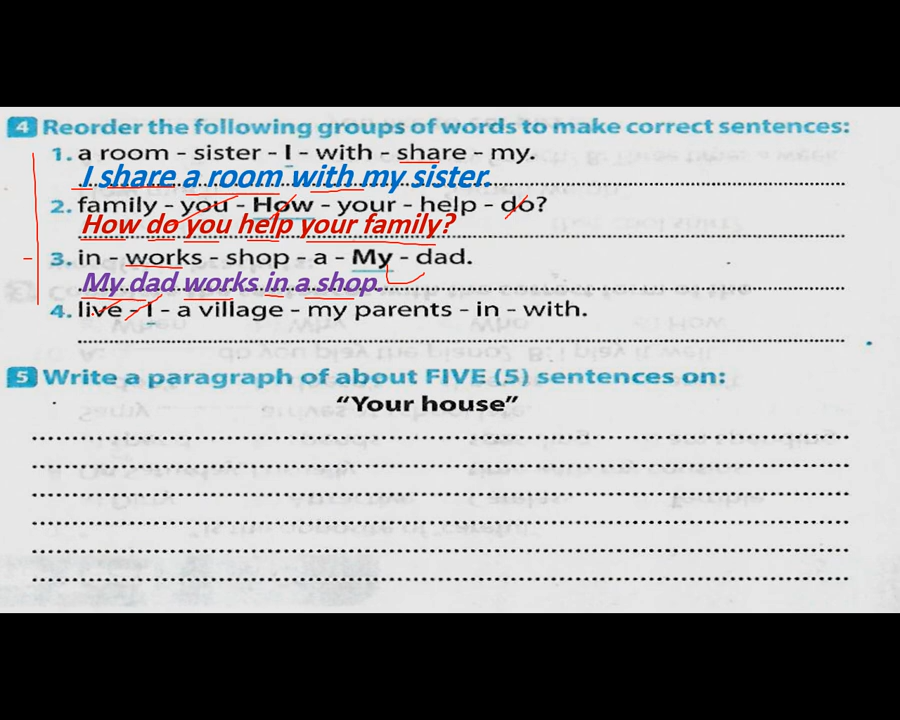 4 Reorder the following groups of words to make correct sentences:
1. a room - sister - I - with - share - my.
I share a room with my sister.
2. family - you - How - your - help - do?
How do you help your family?
3. in - works - shop - a - My - dad.
My dad works in a shop.
4. live - I - a village - my parents - in - with.
5 Write a paragraph of about FIVE (5) sentences on:
"Your house"